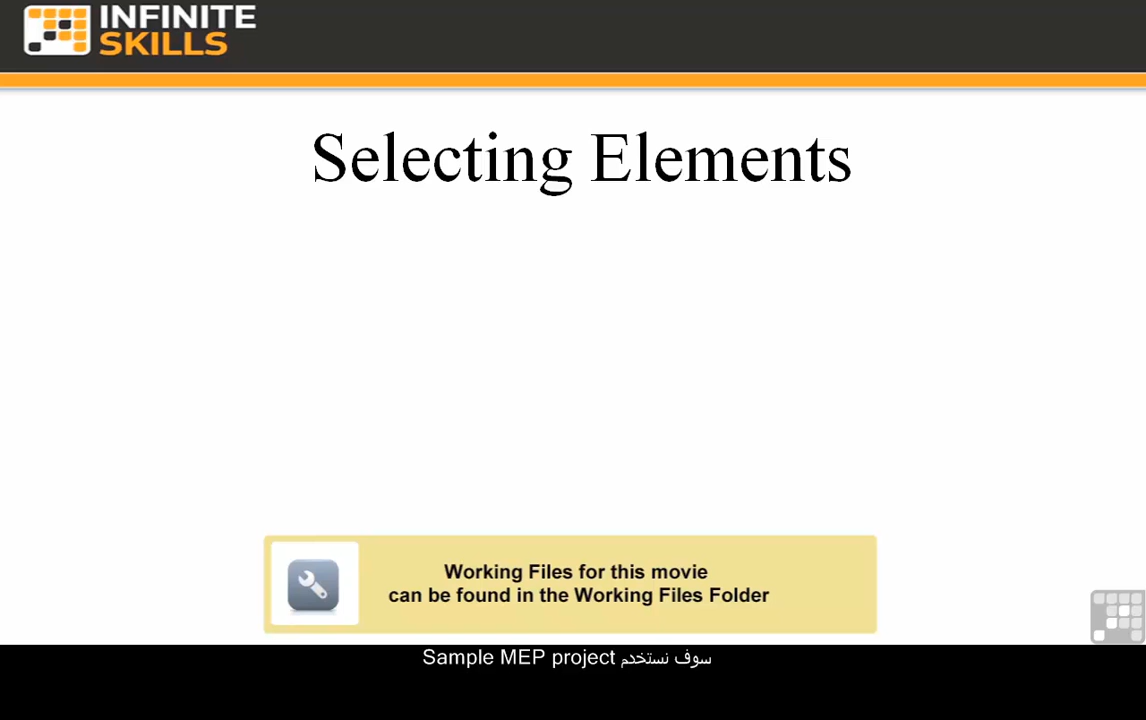 INFINITE
SKILLS
Selecting Elements
Working Files for this movie
can be found in the Working Files Folder
سوف نستخدم Sample MEP project